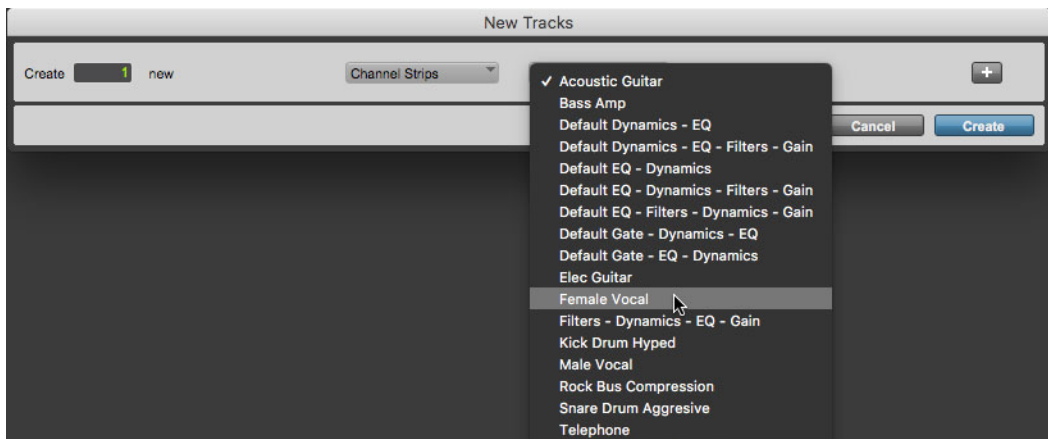 New Tracks
Create 1 new Channel Strips +
✓ Acoustic Guitar
Bass Amp
Default Dynamics - EQ
Cancel Create
Default Dynamics - EQ - Filters - Gain
Default EQ - Dynamics
Default EQ - Dynamics - Filters - Gain
Default EQ - Filters - Dynamics - Gain
Default Gate - Dynamics - EQ
Default Gate - EQ - Dynamics
Elec Guitar
Female Vocal
Filters - Dynamics - EQ - Gain
Kick Drum Hyped
Male Vocal
Rock Bus Compression
Snare Drum Aggresive
Telephone